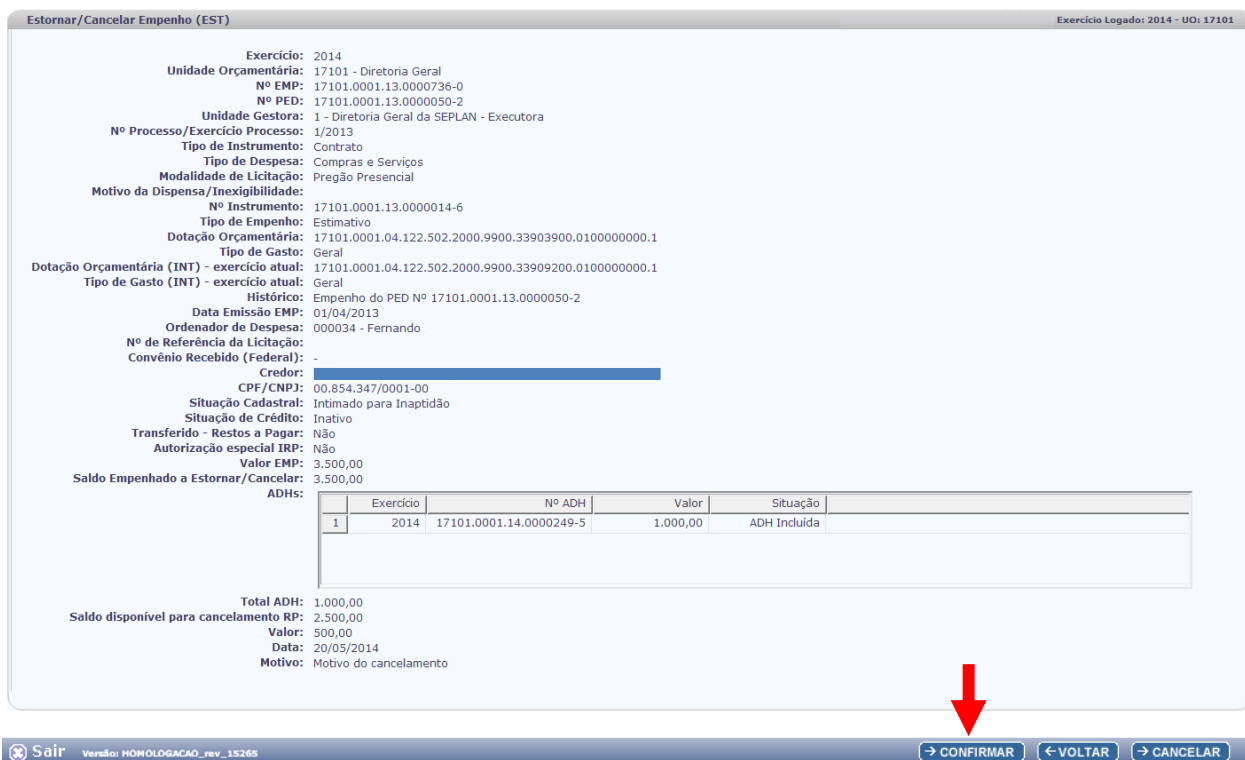 Estornar/Cancelar Empenho (EST) Exercício Logado: 2014 - UO: 17101
Exercício: 2014
Unidade Orçamentária: 17101 - Diretoria Geral
Nº EMP: 17101.0001.13.0000736-0
Nº PED: 17101.0001.13.0000050-2
Unidade Gestora: 1 - Diretoria Geral da SEPLAN - Executora
Nº Processo/Exercício Processo: 1/2013
Tipo de Instrumento: Contrato
Tipo de Despesa: Compras e Serviços
Modalidade de Licitação: Pregão Presencial
Motivo da Dispensa/Inexigibilidade:
Nº Instrumento: 17101.0001.13.0000014-6
Tipo de Empenho: Estimativo
Dotação Orçamentária: 17101.0001.04.122.502.2000.9900.33903900.0100000000.1
Tipo de Gasto: Geral
Dotação Orçamentária (INT) - exercício atual: 17101.0001.04.122.502.2000.9900.33909200.0100000000.1
Tipo de Gasto (INT) - exercício atual: Geral
Histórico: Empenho do PED Nº 17101.0001.13.0000050-2
Data Emissão EMP: 01/04/2013
Ordenador de Despesa: 000034 - Fernando
Nº de Referência da Licitação:
Convênio Recebido (Federal): -
Credor:
CPF/CNPJ: 00.854.347/0001-00
Situação Cadastral: Intimado para Inaptidão
Situação de Crédito: Inativo
Transferido - Restos a Pagar: Não
Autorização especial IRP: Não
Valor EMP: 3.500,00
Saldo Empenhado a Estornar/Cancelar: 3.500,00
ADHs:
Exercício Nº ADH Valor Situação
1 2014 17101.0001.14.0000249-5 1.000,00 ADH Incluída
Total ADH: 1.000,00
Saldo disponível para cancelamento RP: 2.500,00
Valor: 500,00
Data: 20/05/2014
Motivo: Motivo do cancelamento
Sair Versão: HOMOLOGACAO_rev_15265 CONFIRMAR VOLTAR CANCELAR